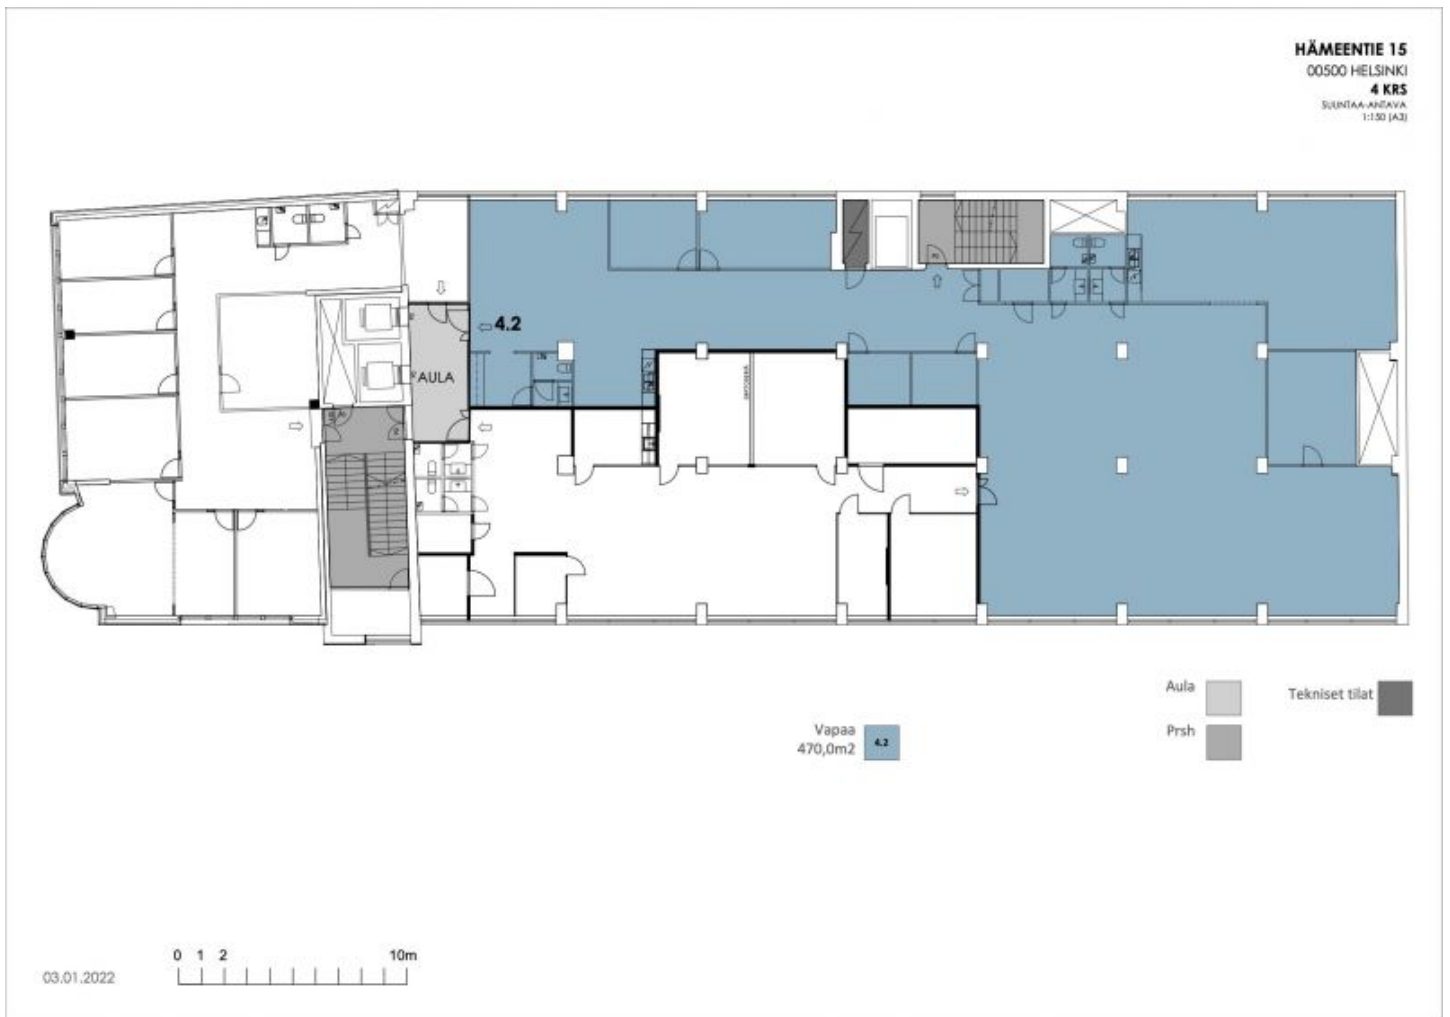 HÄMEENTIE 15
00500 HELSINKI
4 KRS
SUUNTAA-ANTAVA
1:150 (A3)
4.2
AULA
Aula
Tekniset tilat
Vapaa
470,0m2
4.2
Prsh
0 1 2 10m
03.01.2022